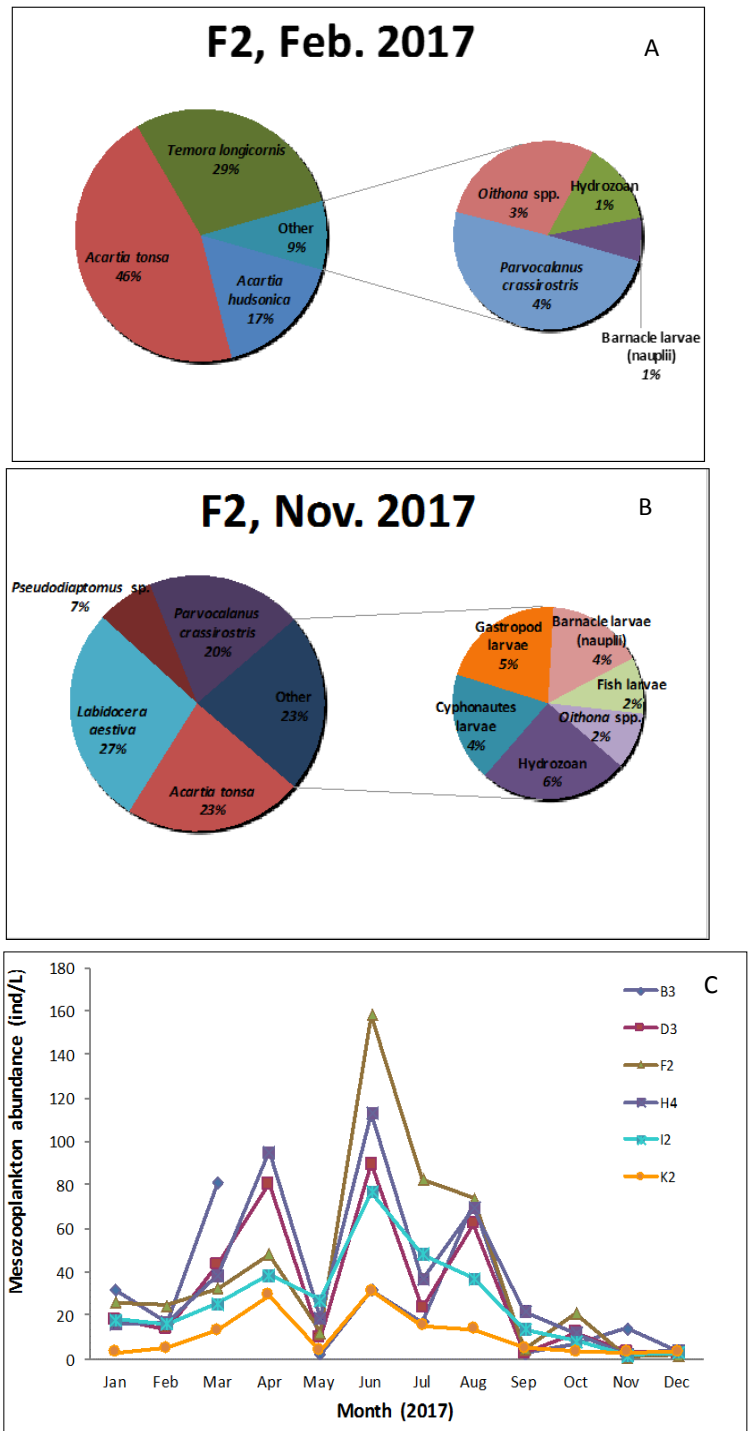 F2, Feb. 2017
A
Temora longicornis
29%
Other
9%
Acartia tonsa
46%
Acartia
hudsonica
17%
Oithona spp.
3%
Hydrozoan
1%
Parvocalanus
crassirostris
4%
Barnacle larvae
(nauplii)
1%
F2, Nov. 2017
B
Pseudodiaptomus sp.
7%
Parvocalanus
crassirostris
20%
Other
23%
Labidocera
aestiva
27%
Acartia tonsa
23%
Gastropod
larvae
5%
Barnacle larvae
(nauplii)
4%
Fish larvae
2%
Oithona spp.
2%
Cyphonautes
larvae
4%
Hydrozoan
6%
C
Mesozooplankton abundance (ind/L)
180
160
140
120
100
80
60
40
20
0
B3
D3
F2
H4
I2
K2
Jan Feb Mar Apr May Jun Jul Aug Sep Oct Nov Dec
Month (2017)